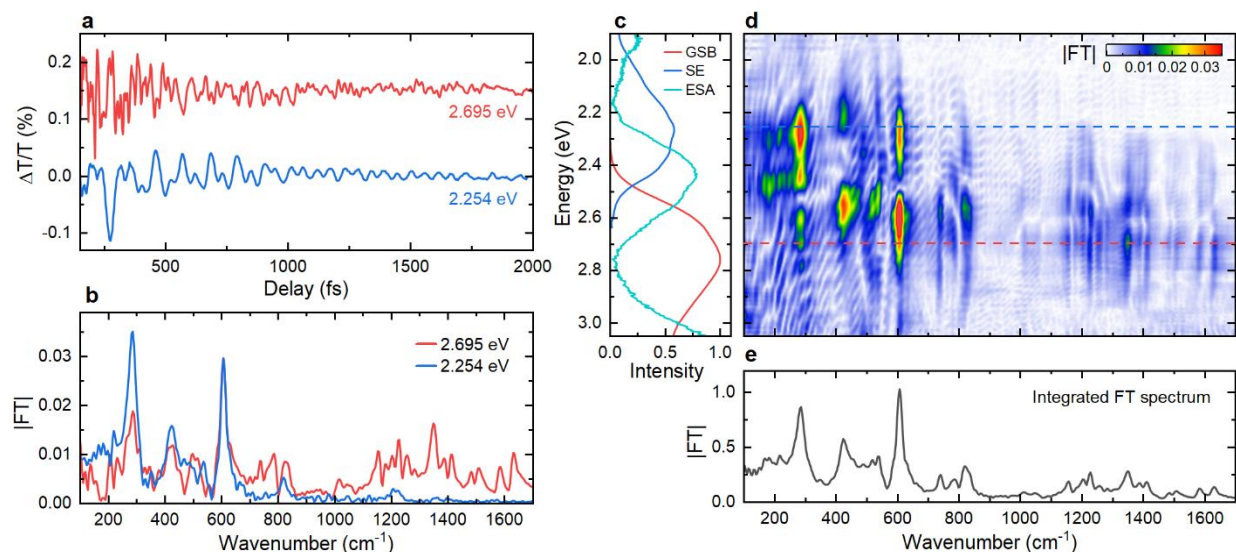 a
ΔT/T (%)
0.2
0.1
0.0
-0.1
2.695 eV
2.254 eV
500
1000
1500
2000
Delay (fs)
b
|FT|
0.03
0.02
0.01
0.00
2.695 eV
2.254 eV
200 400 600 800 1000 1200 1400 1600
Wavenumber (cm⁻¹)
c
GSB
SE
ESA
Energy (eV)
2.0
2.2
2.4
2.6
2.8
3.0
0.0 0.5 1.0
Intensity
d
|FT|
0 0.01 0.02 0.03
e
Integrated FT spectrum
|FT|
1.0
0.5
0.0
200 400 600 800 1000 1200 1400 1600
Wavenumber (cm⁻¹)